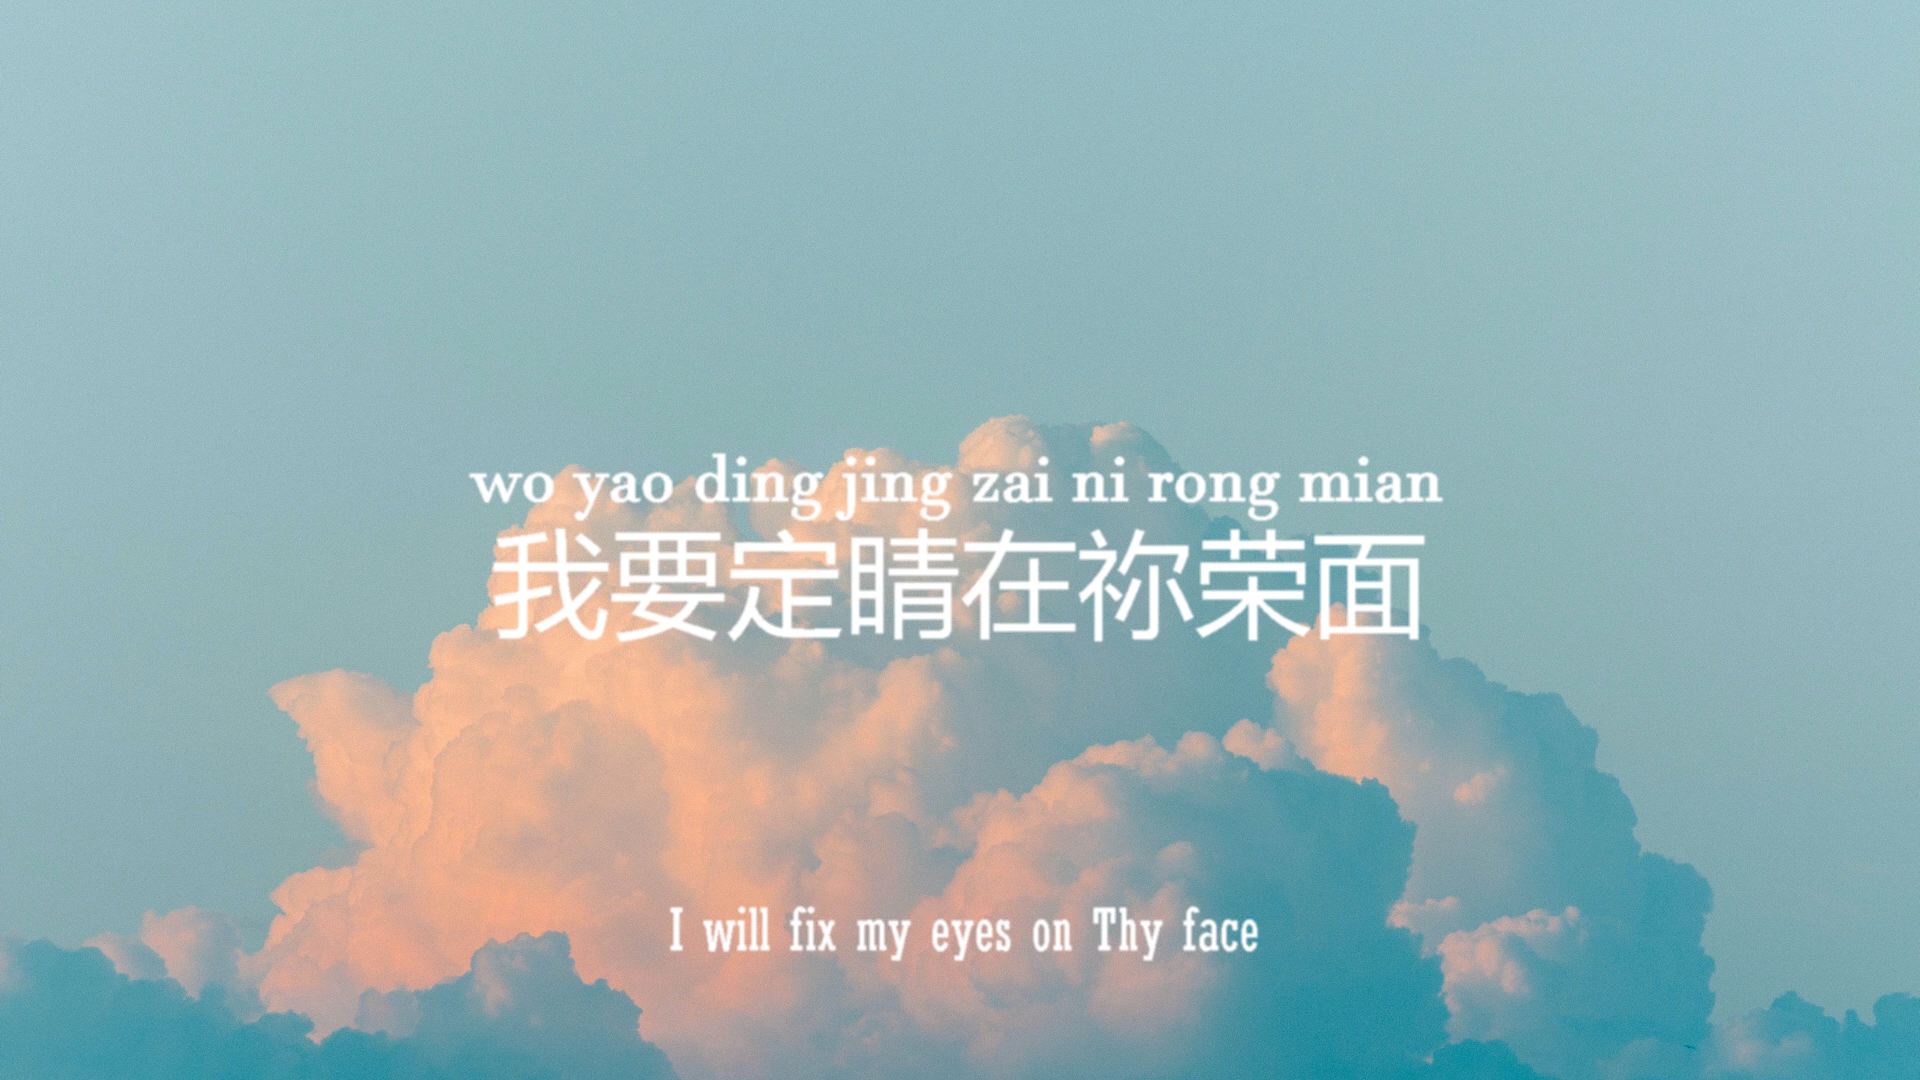 wo yao ding jing zai ni rong mian
我要定睛在祢荣面
I will fix my eyes on Thy face